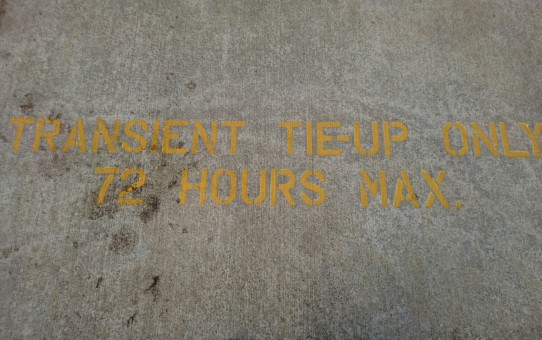 TRANSIENT TIE-UP ONLY
72 HOURS MAX.